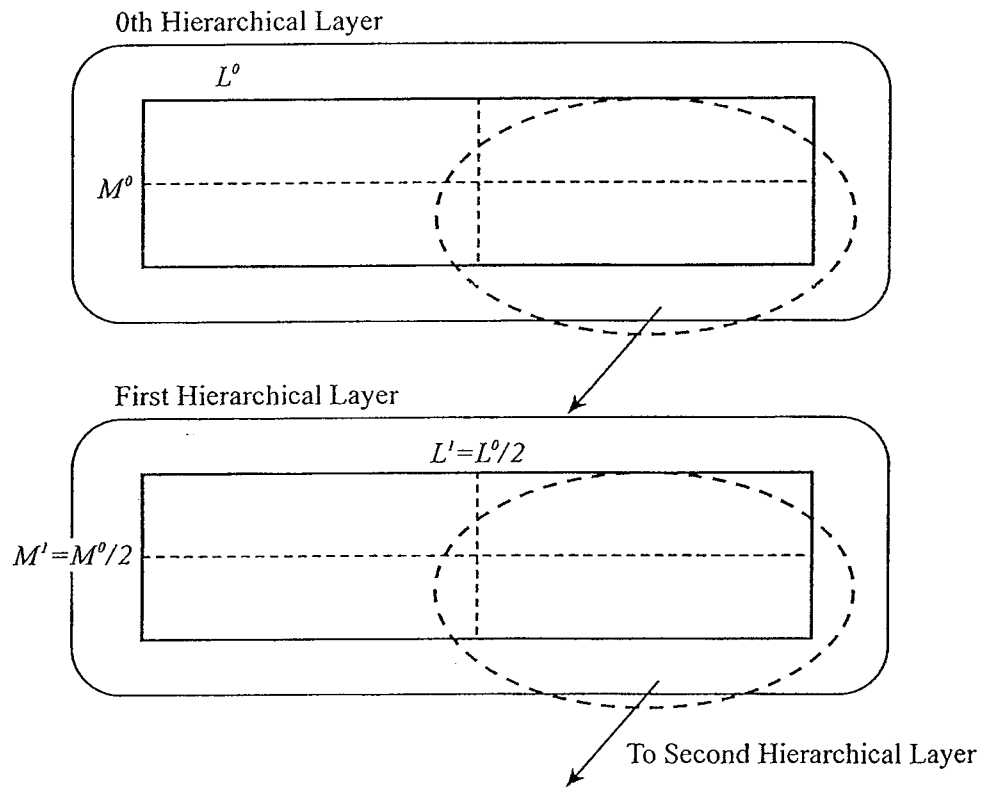 0th Hierarchical Layer
L⁰
M⁰
First Hierarchical Layer
L¹=L⁰/2
M¹=M⁰/2
To Second Hierarchical Layer